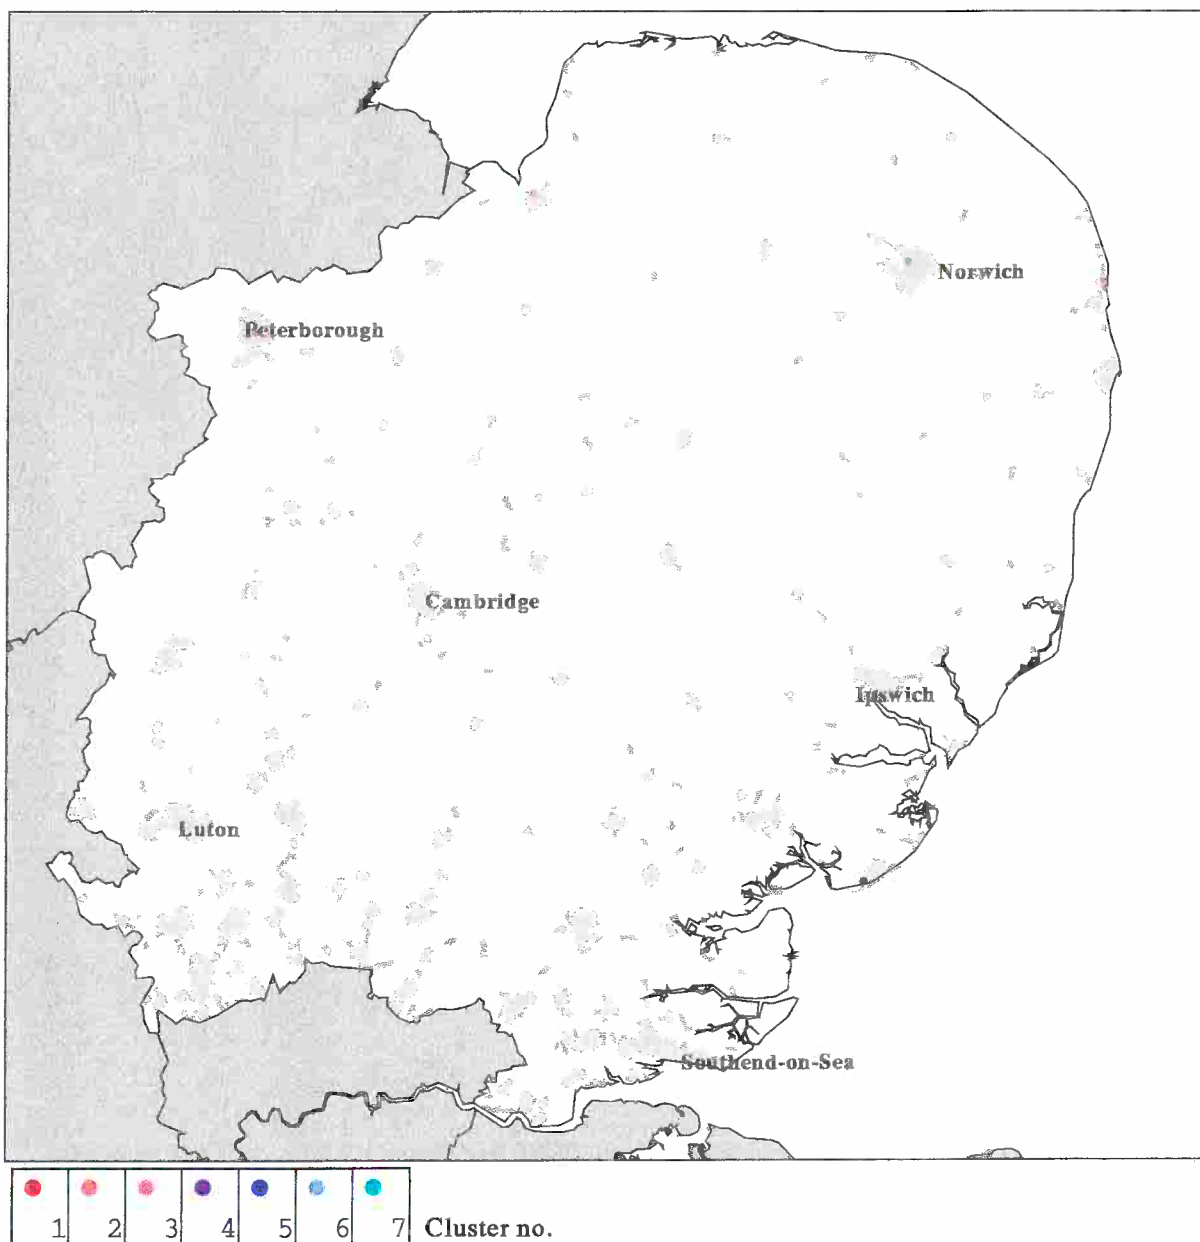 Norwich
Peterborough
Cambridge
Ipswich
Luton
Southend-on-Sea
1 2 3 4 5 6 7 Cluster no.